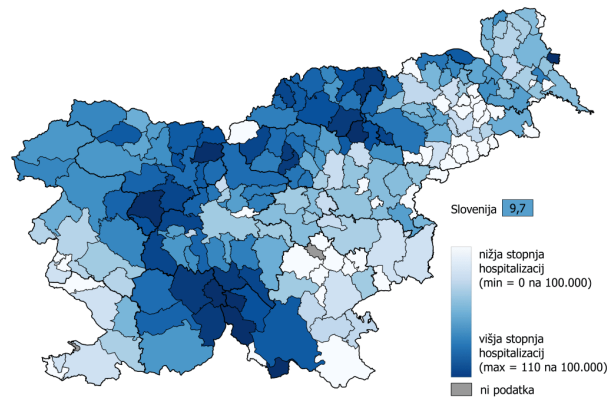 Slovenija 9,7
nižja stopnja
hospitalizacij
(min = 0 na 100.000)
višja stopnja
hospitalizacij
(max = 110 na 100.000)
ni podatka